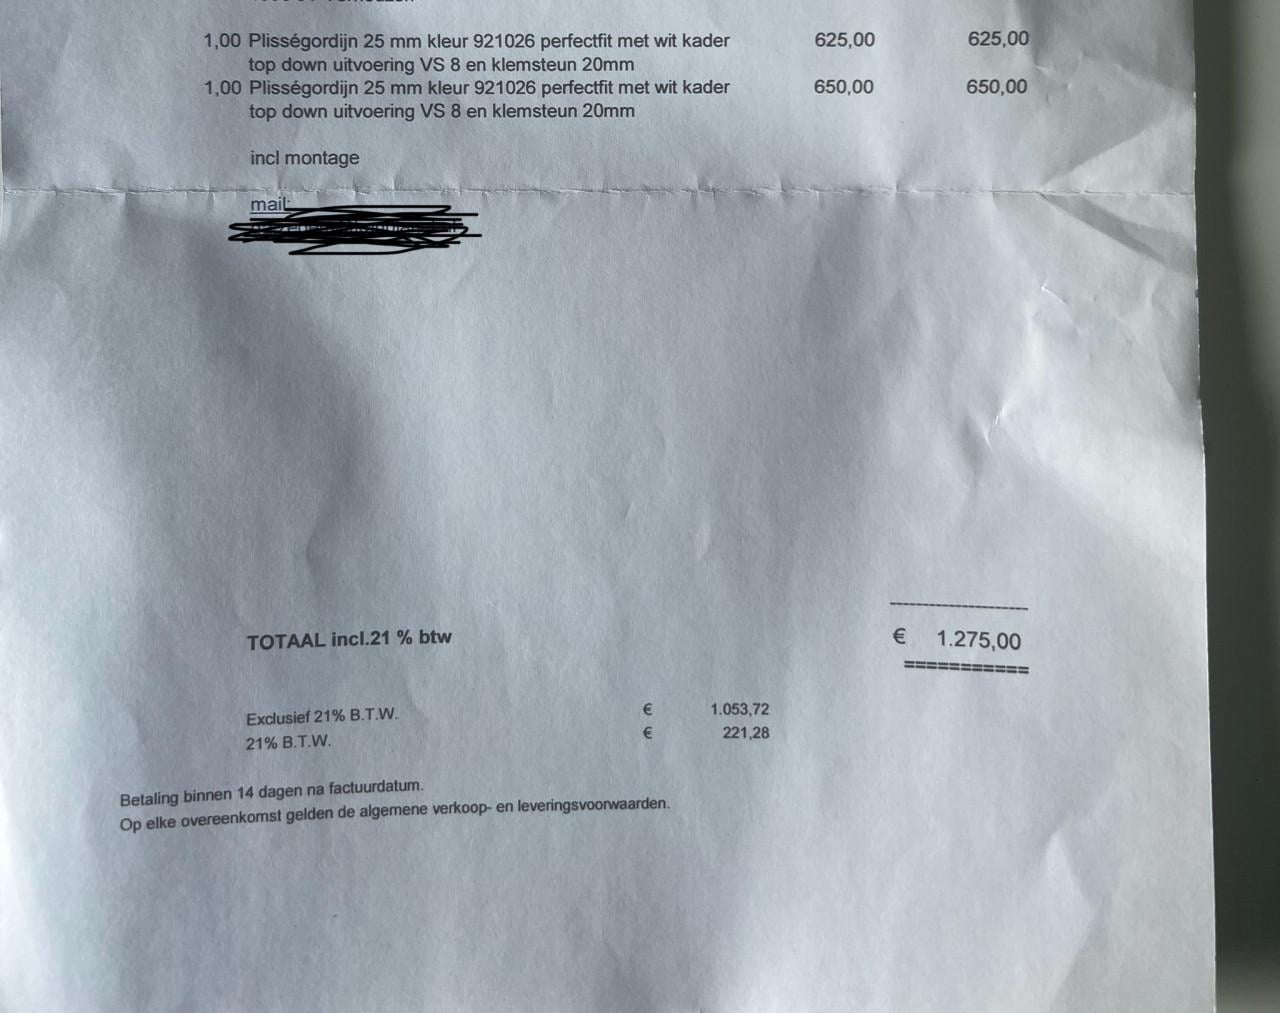 1,00 Plisségordijn 25 mm kleur 921026 perfectfit met wit kader 625,00 625,00
top down uitvoering VS 8 en klemsteun 20mm
1,00 Plisségordijn 25 mm kleur 921026 perfectfit met wit kader 650,00 650,00
top down uitvoering VS 8 en klemsteun 20mm
incl montage
mail:
TOTAAL incl.21 % btw € 1.275,00
Exclusief 21% B.T.W. € 1.053,72
21% B.T.W. € 221,28
Betaling binnen 14 dagen na factuurdatum.
Op elke overeenkomst gelden de algemene verkoop- en leveringsvoorwaarden.